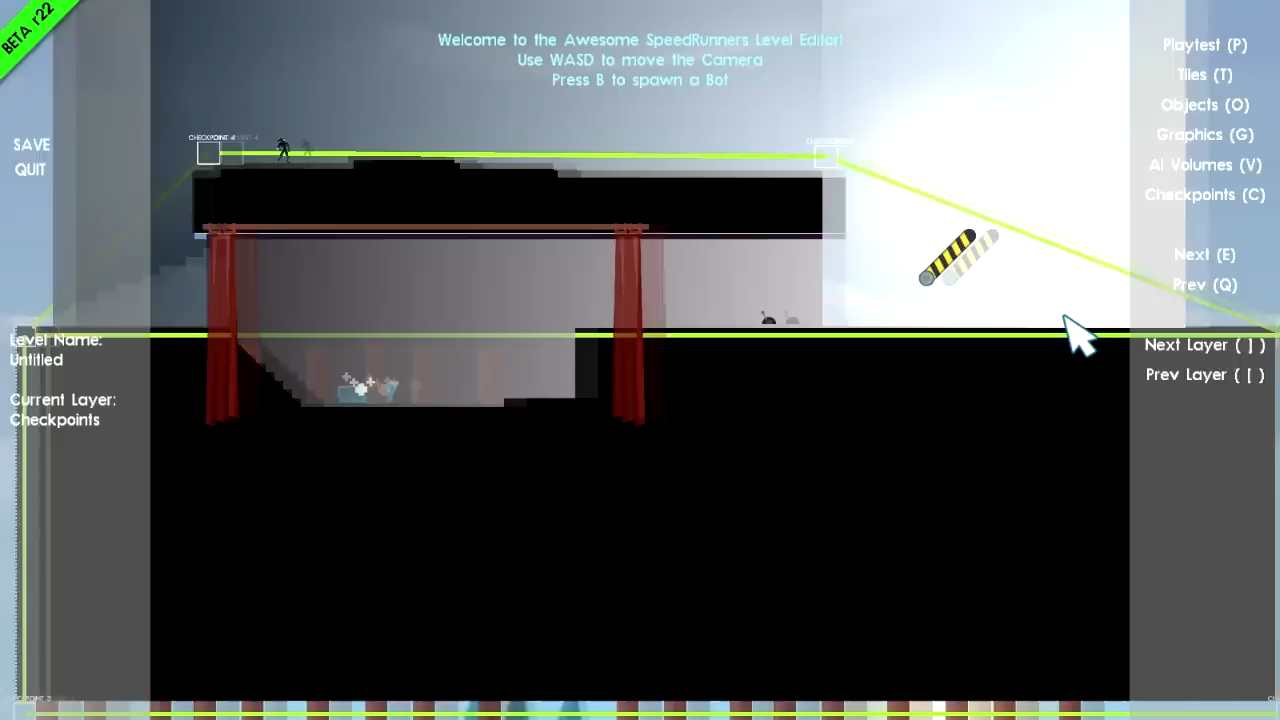 BETA r22
Welcome to the Awesome SpeedRunners Level Editor!
Use WASD to move the Camera
Press B to spawn a Bot
Playtest (P)
Tiles (T)
Objects (O)
Graphics (G)
AI Volumes (V)
Checkpoints (C)
Next (E)
Prev (Q)
Next Layer ( ] )
Prev Layer ( [ )
SAVE
QUIT
CHECKPOINT 4
Level Name:
Untitled
Current Layer:
Checkpoints